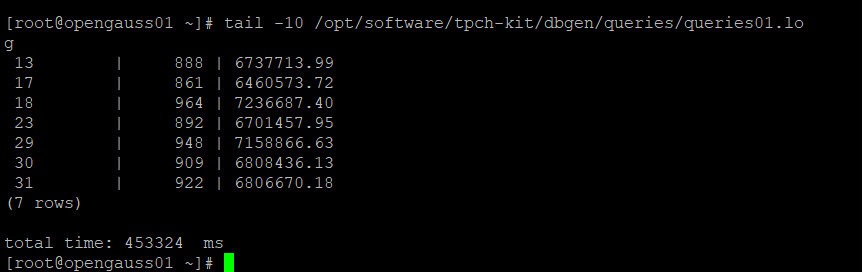 [root@opengauss01 ~]# tail -10 /opt/software/tpch-kit/dbgen/queries/queries01.lo
g
 13         |     888 | 6737713.99
 17         |     861 | 6460573.72
 18         |     964 | 7236687.40
 23         |     892 | 6701457.95
 29         |     948 | 7158866.63
 30         |     909 | 6808436.13
 31         |     922 | 6806670.18
(7 rows)

total time: 453324  ms
[root@opengauss01 ~]#